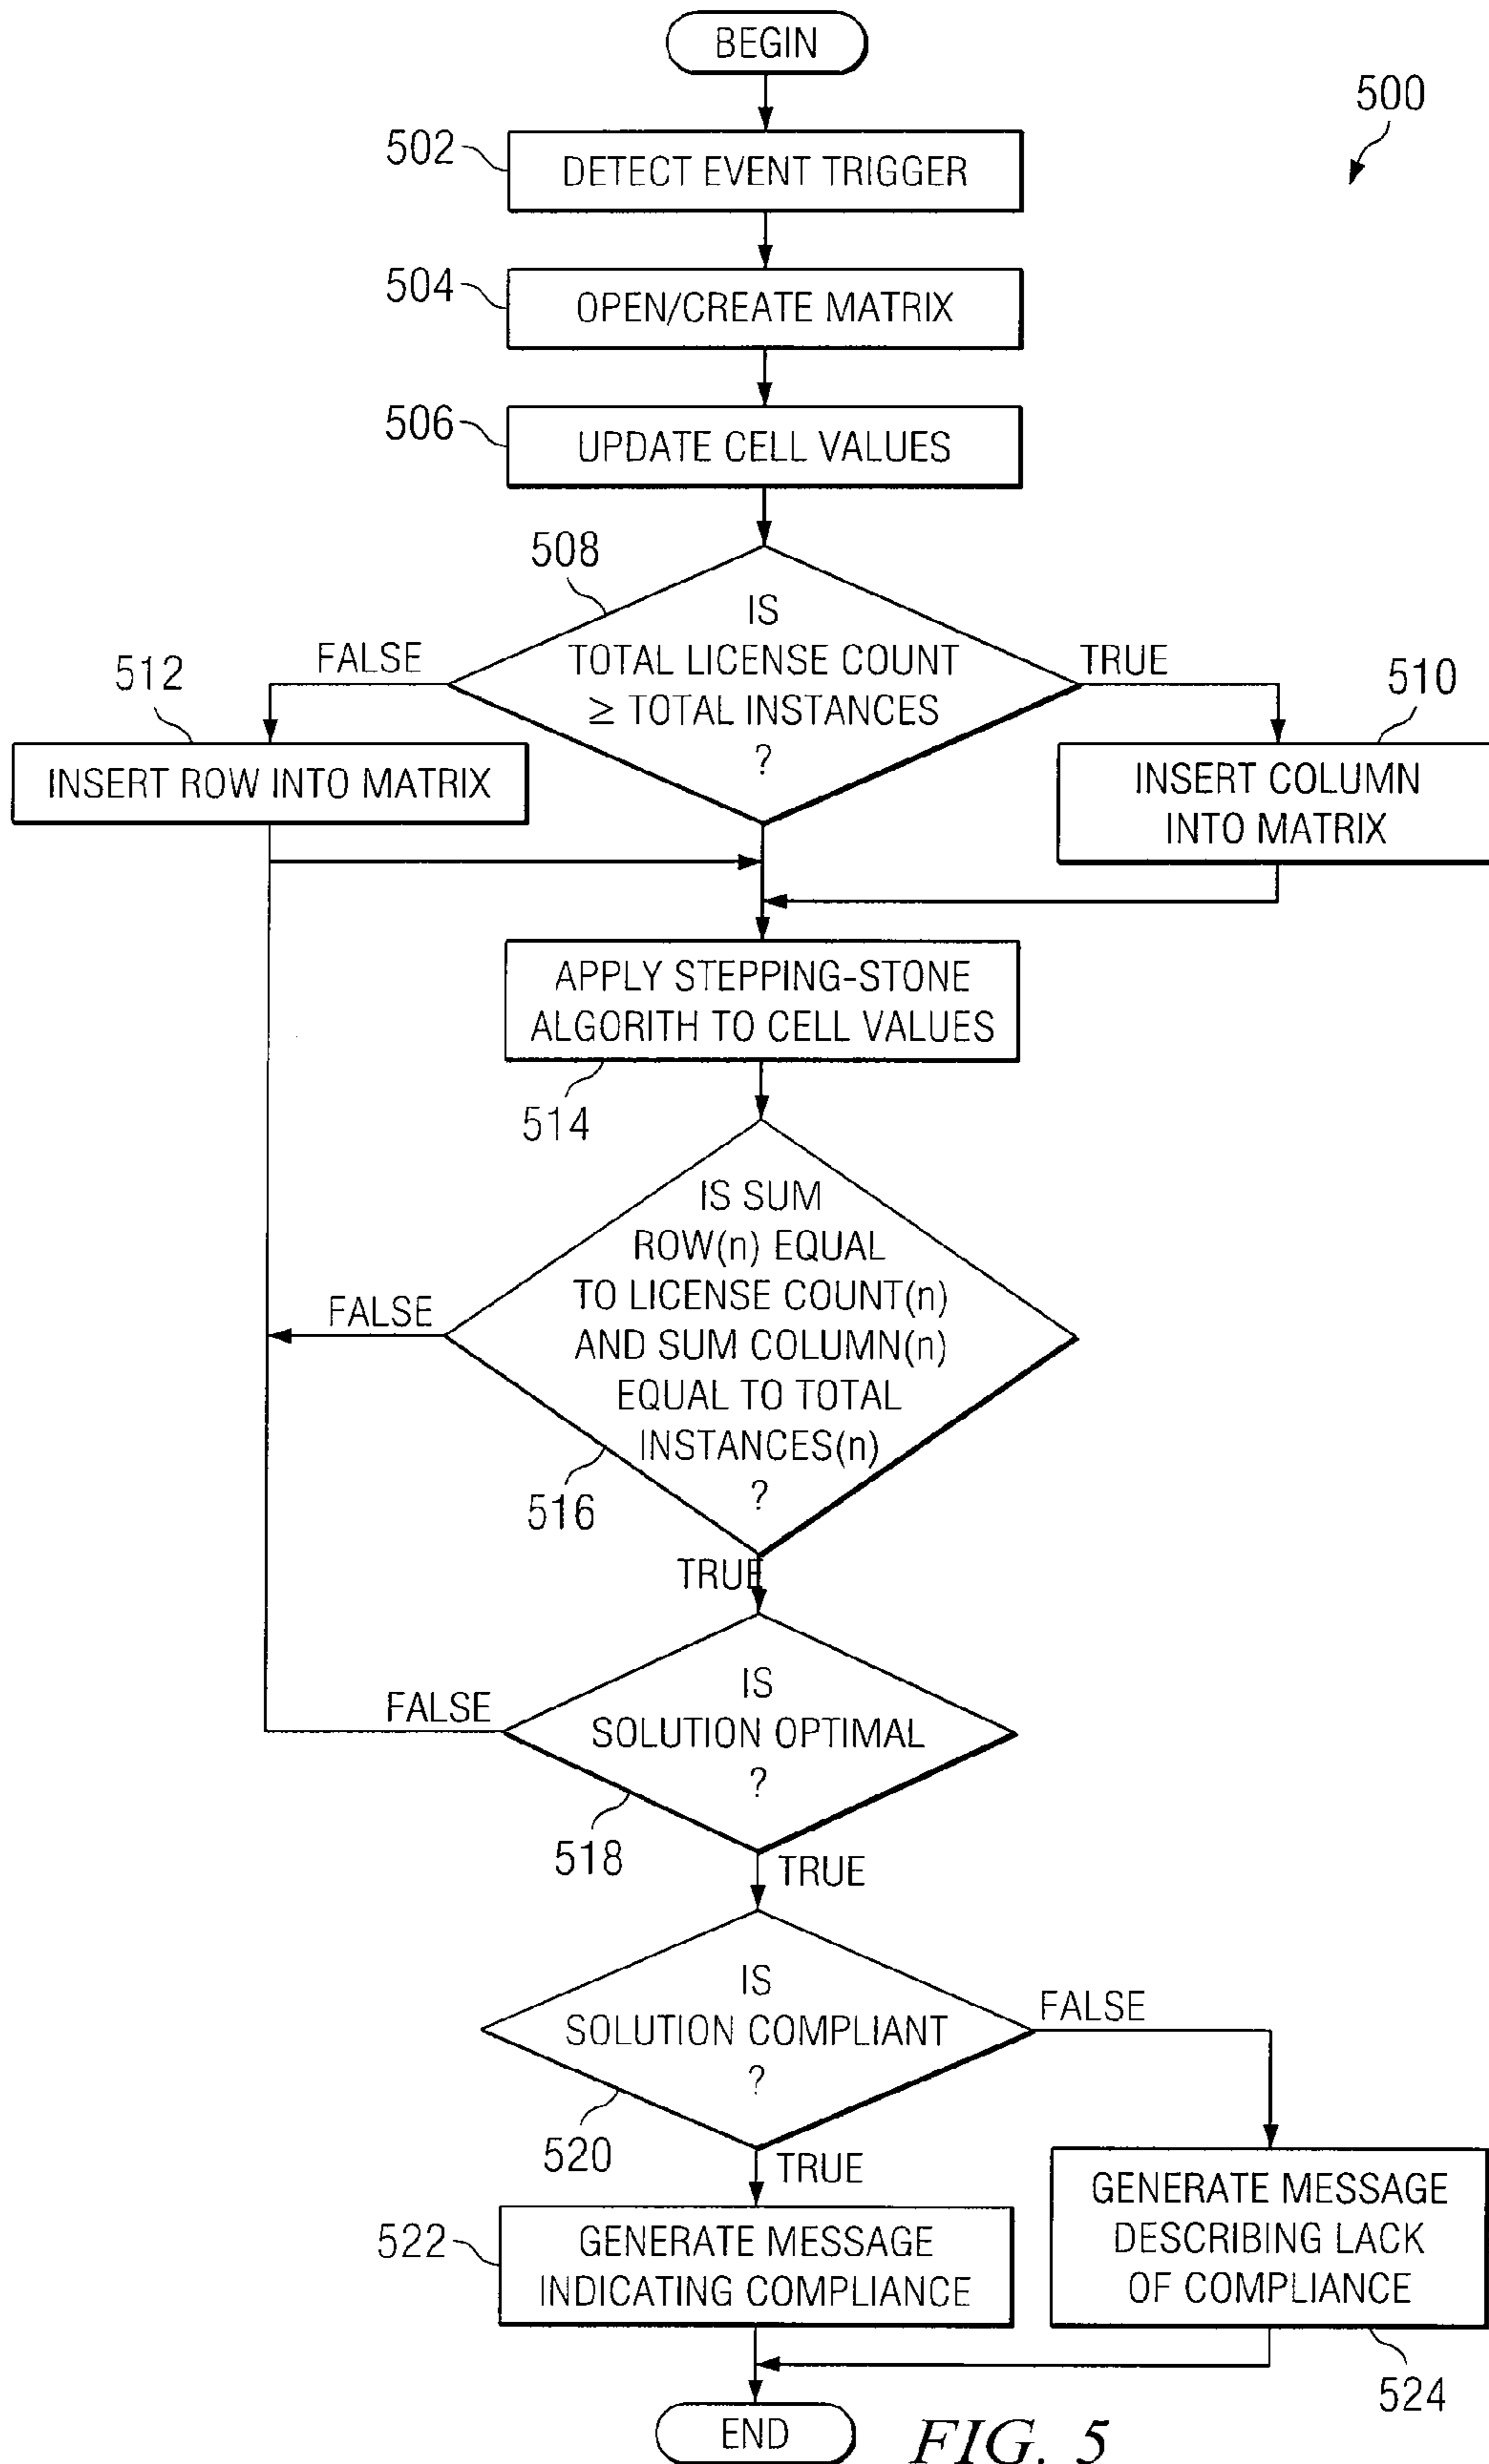 BEGIN
500
502
DETECT EVENT TRIGGER
504
OPEN/CREATE MATRIX
506
UPDATE CELL VALUES
508
IS
TOTAL LICENSE COUNT
≥ TOTAL INSTANCES
?
FALSE
TRUE
512
INSERT ROW INTO MATRIX
510
INSERT COLUMN
INTO MATRIX
APPLY STEPPING-STONE
ALGORITH TO CELL VALUES
514
IS SUM
ROW(n) EQUAL
TO LICENSE COUNT(n)
AND SUM COLUMN(n)
EQUAL TO TOTAL
INSTANCES(n)
?
FALSE
516
TRUE
IS
SOLUTION OPTIMAL
?
FALSE
518
TRUE
IS
SOLUTION COMPLIANT
?
FALSE
520
TRUE
522
GENERATE MESSAGE
INDICATING COMPLIANCE
GENERATE MESSAGE
DESCRIBING LACK
OF COMPLIANCE
524
END
FIG. 5